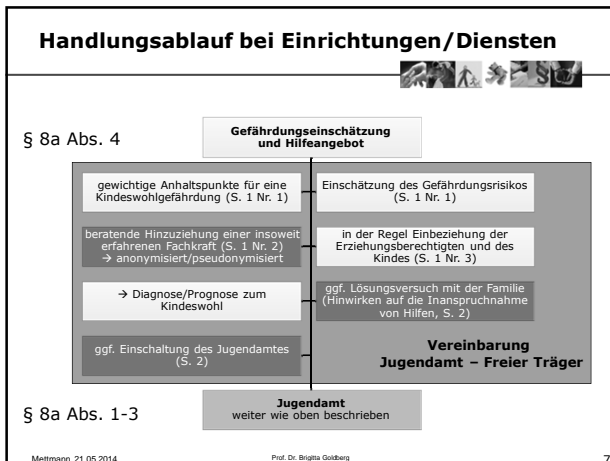 Handlungsablauf bei Einrichtungen/Diensten
§ 8a Abs. 4
Gefährdungseinschätzung
und Hilfeangebot
gewichtige Anhaltspunkte für eine
Kindeswohlgefährdung (S. 1 Nr. 1)
Einschätzung des Gefährdungsrisikos
(S. 1 Nr. 1)
beratende Hinzuziehung einer insoweit
erfahrenen Fachkraft (S. 1 Nr. 2)
→ anonymisiert/pseudonymisiert
in der Regel Einbeziehung der
Erziehungsberechtigten und des
Kindes (S. 1 Nr. 3)
→ Diagnose/Prognose zum
Kindeswohl
ggf. Lösungsversuch mit der Familie
(Hinwirken auf die Inanspruchnahme
von Hilfen, S. 2)
ggf. Einschaltung des Jugendamtes
(S. 2)
Vereinbarung
Jugendamt – Freier Träger
§ 8a Abs. 1-3
Jugendamt
weiter wie oben beschrieben
Mettmann, 21.05.2014
Prof. Dr. Brigitta Goldberg
7